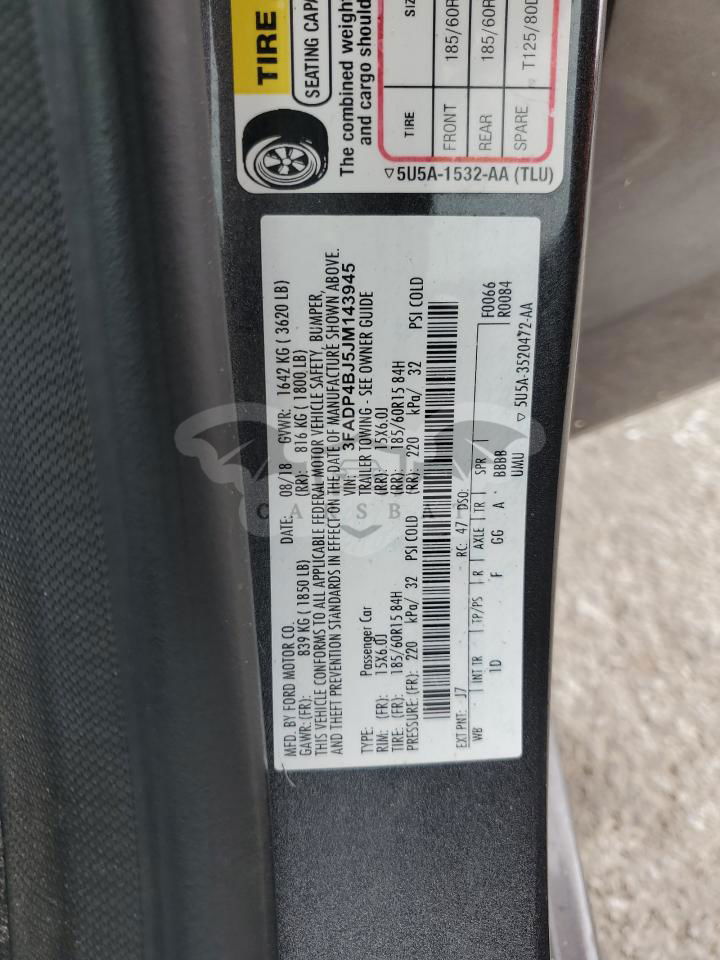 TIRE
SEATING CAPA
The combined weight
and cargo should
TIRE SIZ
FRONT 185/60R
REAR 185/60R
SPARE T125/80D
▽5U5A-1532-AA (TLU)
MFD. BY FORD MOTOR CO. DATE: 08/18 GVWR: 1642 KG ( 3620 LB)
GAWR: (FR): 839 KG (1850 LB) (RR): 816 KG ( 1800 LB)
THIS VEHICLE CONFORMS TO ALL APPLICABLE FEDERAL MOTOR VEHICLE SAFETY, BUMPER,
AND THEFT PREVENTION STANDARDS IN EFFECT ON THE DATE OF MANUFACTURE SHOWN ABOVE.
VIN: 3FADP4BJ5JM143945
TYPE: Passenger Car TRAILER TOWING - SEE OWNER GUIDE
RIM: (FR): 15X6.0J (RR): 15X6.0J
TIRE: (FR): 185/60R15 84H (RR): 185/60R15 84H
PRESSURE: (FR): 220 kPa/ 32 PSI COLD (RR): 220 kPa/ 32 PSI COLD
EXT PNT: J7 RC: 47 DSO: F0066
R0084
WB INT TR TP/PS R AXLE TR SPR
1D F GG A BBBB
UMU ▽ 5U5A-3520472-AA
CARSBA